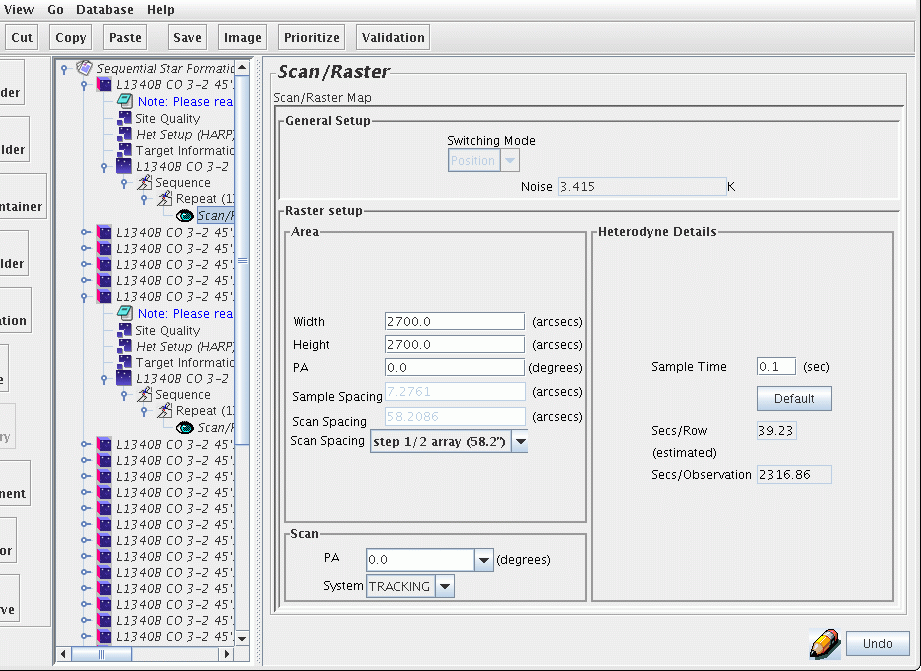 View Go Database Help
Cut Copy Paste Save Image Prioritize Validation
der
lder
ntainer
lder
ation
e
ry
nent
or
rve
Sequential Star Formatio
L1340B CO 3-2 45'
Note: Please rea
Site Quality
Het Setup (HARP)
Target Informatio
L1340B CO 3-2
Sequence
Repeat (1
Scan/R
L1340B CO 3-2 45'
L1340B CO 3-2 45'
L1340B CO 3-2 45'
L1340B CO 3-2 45'
L1340B CO 3-2 45'
Note: Please rea
Site Quality
Het Setup (HARP)
Target Informatio
L1340B CO 3-2
Sequence
Repeat (1
Scan/R
L1340B CO 3-2 45'
L1340B CO 3-2 45'
L1340B CO 3-2 45'
L1340B CO 3-2 45'
L1340B CO 3-2 45'
L1340B CO 3-2 45'
L1340B CO 3-2 45'
L1340B CO 3-2 45'
L1340B CO 3-2 45'
L1340B CO 3-2 45'
L1340B CO 3-2 45'
L1340B CO 3-2 45'
L1340B CO 3-2 45'
Scan/Raster
Scan/Raster Map
General Setup
Switching Mode
Position
Noise 3.415 K
Raster setup
Area
Width 2700.0 (arcsecs)
Height 2700.0 (arcsecs)
PA 0.0 (degrees)
Sample Spacing 7.2761 (arcsecs)
Scan Spacing 58.2086 (arcsecs)
Scan Spacing step 1/2 array (58.2")
Scan
PA 0.0 (degrees)
System TRACKING
Heterodyne Details
Sample Time 0.1 (sec)
Default
Secs/Row 39.23
(estimated)
Secs/Observation 2316.86
Undo